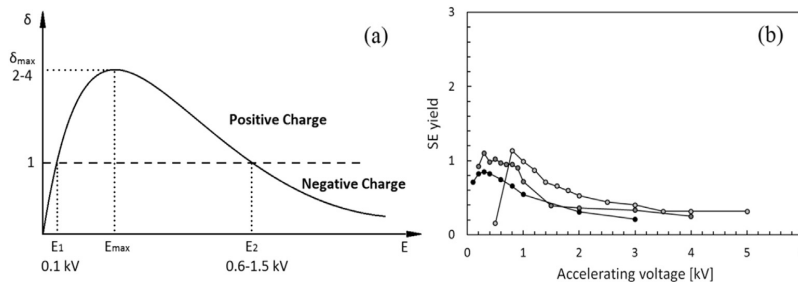 δ
(a)
δmax
2-4
Positive Charge
1
Negative Charge
E1
Emax
E2
E
0.1 kV
0.6-1.5 kV
(b)
3
2
1
0
SE yield
0
1
2
3
4
5
6
Accelerating voltage [kV]